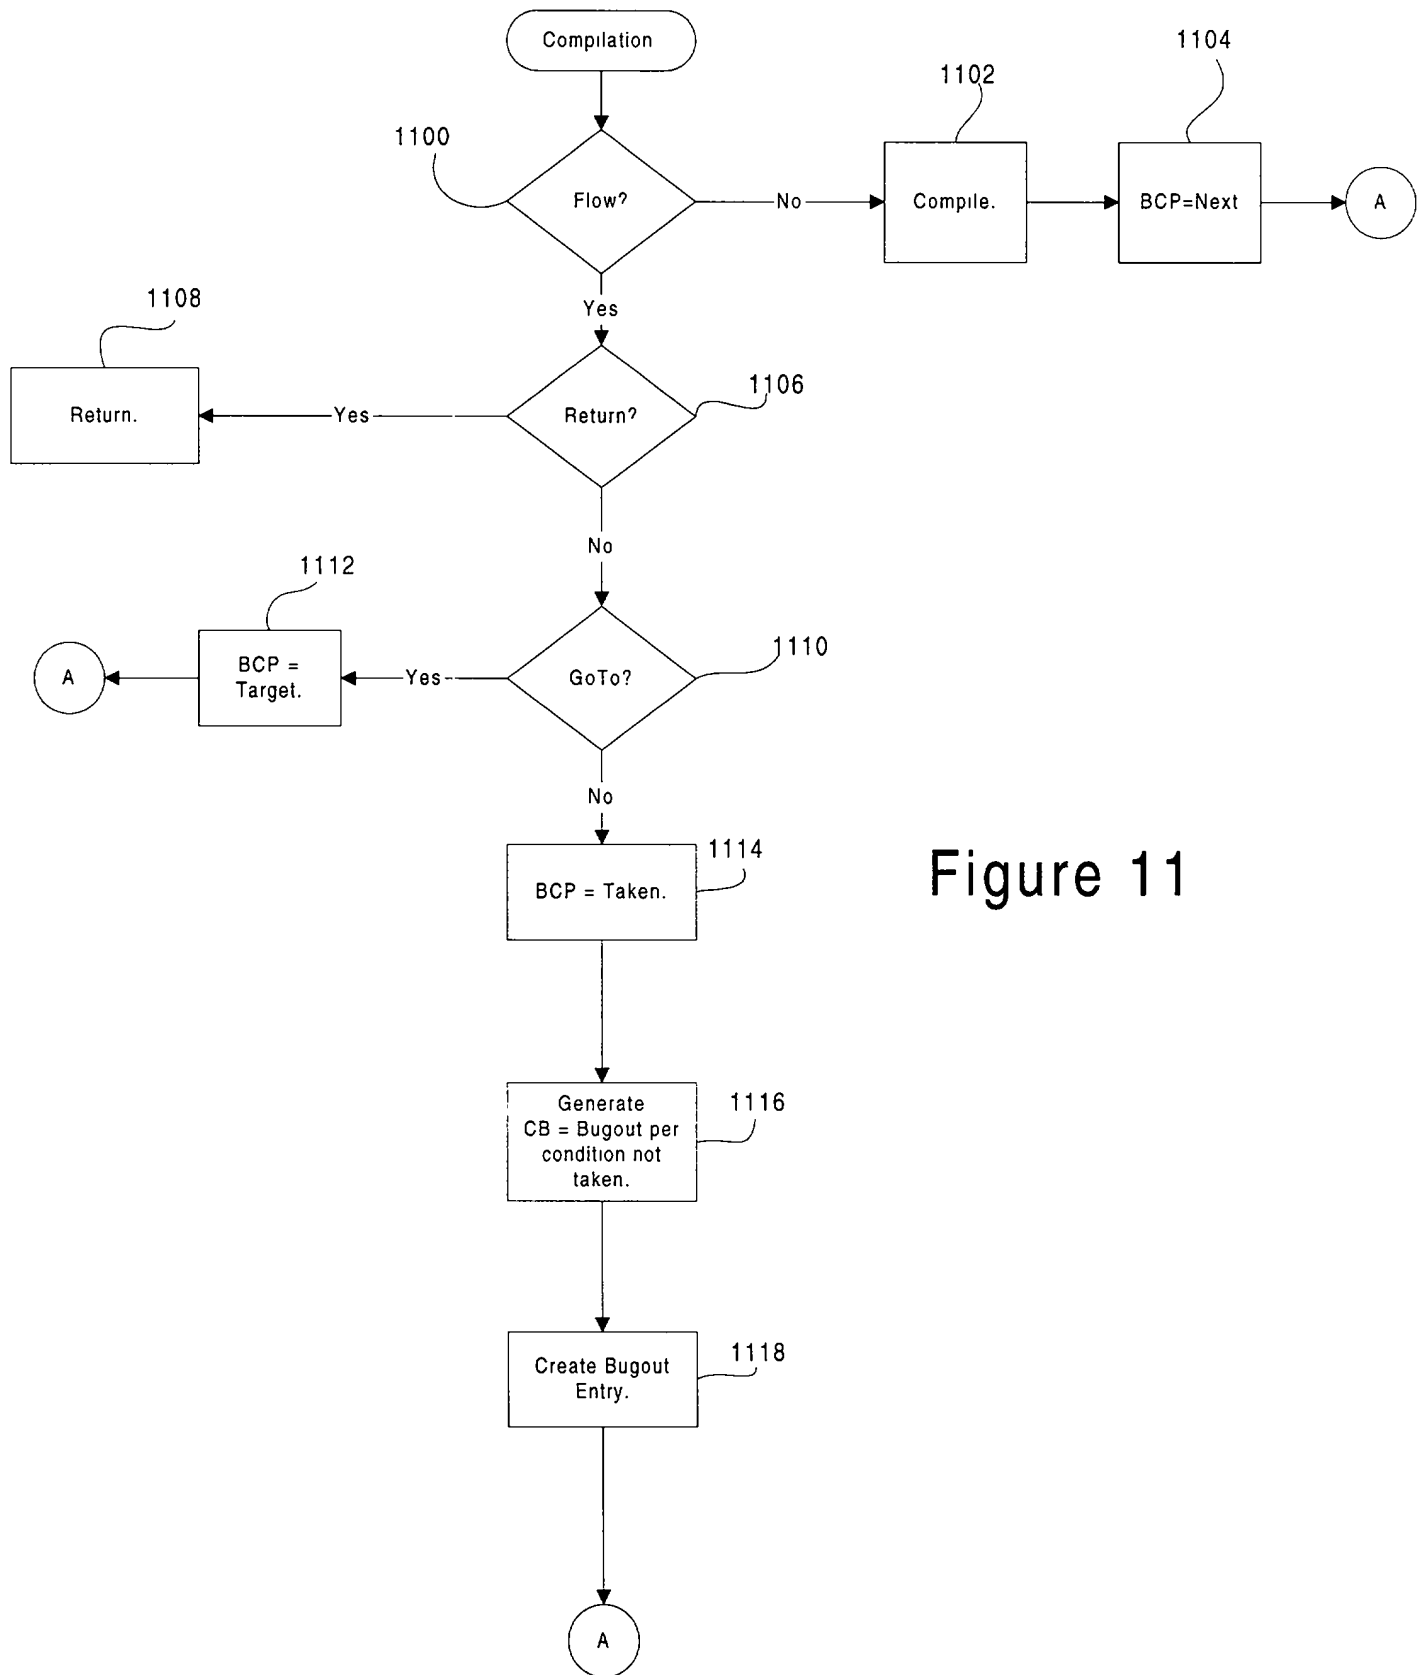 Compilation
1104
1102
1100
Flow?
No
Compile.
BCP=Next
A
Yes
1108
1106
Return.
Yes
Return?
No
1112
1110
A
BCP =
Target.
Yes
GoTo?
No
1114
BCP = Taken.
Figure 11
1116
Generate
CB = Bugout per
condition not
taken.
1118
Create Bugout
Entry.
A